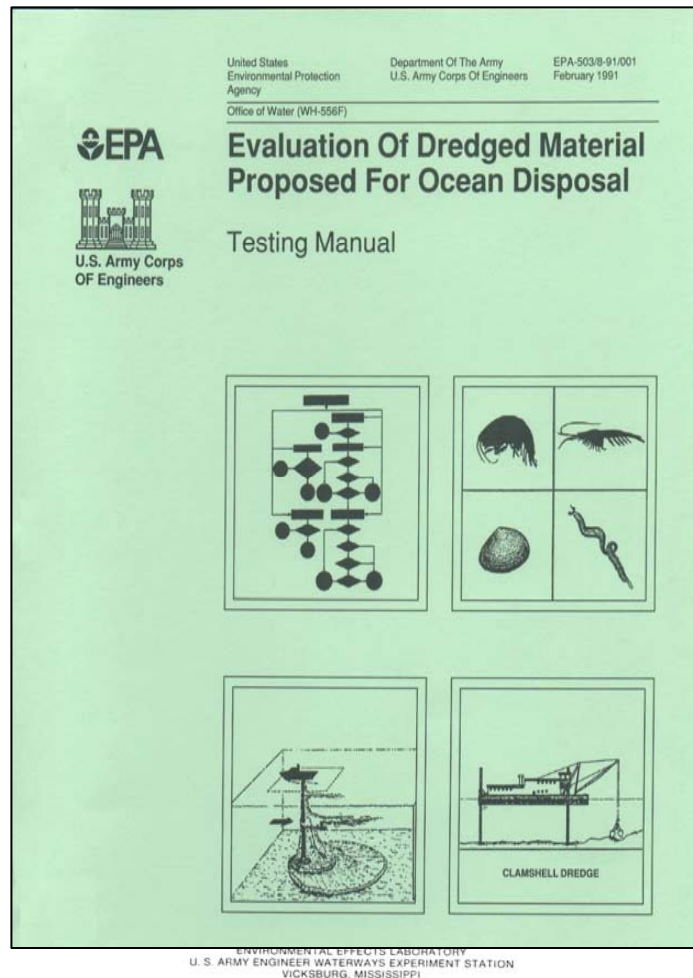 United States
Environmental Protection
Agency
Department Of The Army
U.S. Army Corps Of Engineers
EPA-503/8-91/001
February 1991
Office of Water (WH-556F)
EPA
Evaluation Of Dredged Material
Proposed For Ocean Disposal
U.S. Army Corps
OF Engineers
Testing Manual
CLAMSHELL DREDGE
ENVIRONMENTAL EFFECTS LABORATORY
U. S. ARMY ENGINEER WATERWAYS EXPERIMENT STATION
VICKSBURG, MISSISSIPPI